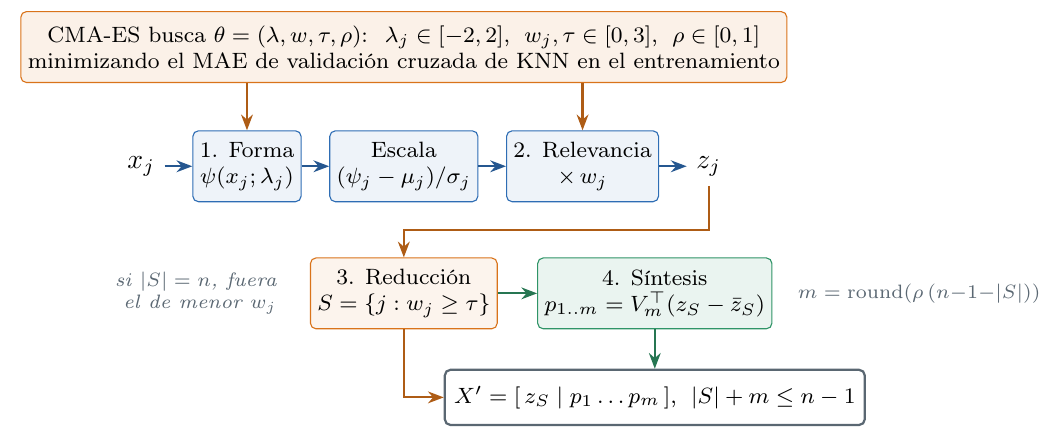 CMA-ES busca θ = (λ, w, τ, ρ): λ_j ∈ [−2, 2], w_j, τ ∈ [0, 3], ρ ∈ [0, 1]
minimizando el MAE de validación cruzada de KNN en el entrenamiento
x_j
1. Forma
ψ(x_j; λ_j)
Escala
(ψ_j − μ_j)/σ_j
2. Relevancia
× w_j
z_j
si |S| = n, fuera
el de menor w_j
3. Reducción
S = {j : w_j ≥ τ}
4. Síntesis
p_{1..m} = V_m^⊤(z_S − z̄_S)
m = round(ρ (n−1−|S|))
X′ = [ z_S | p_1 … p_m ], |S| + m ≤ n − 1